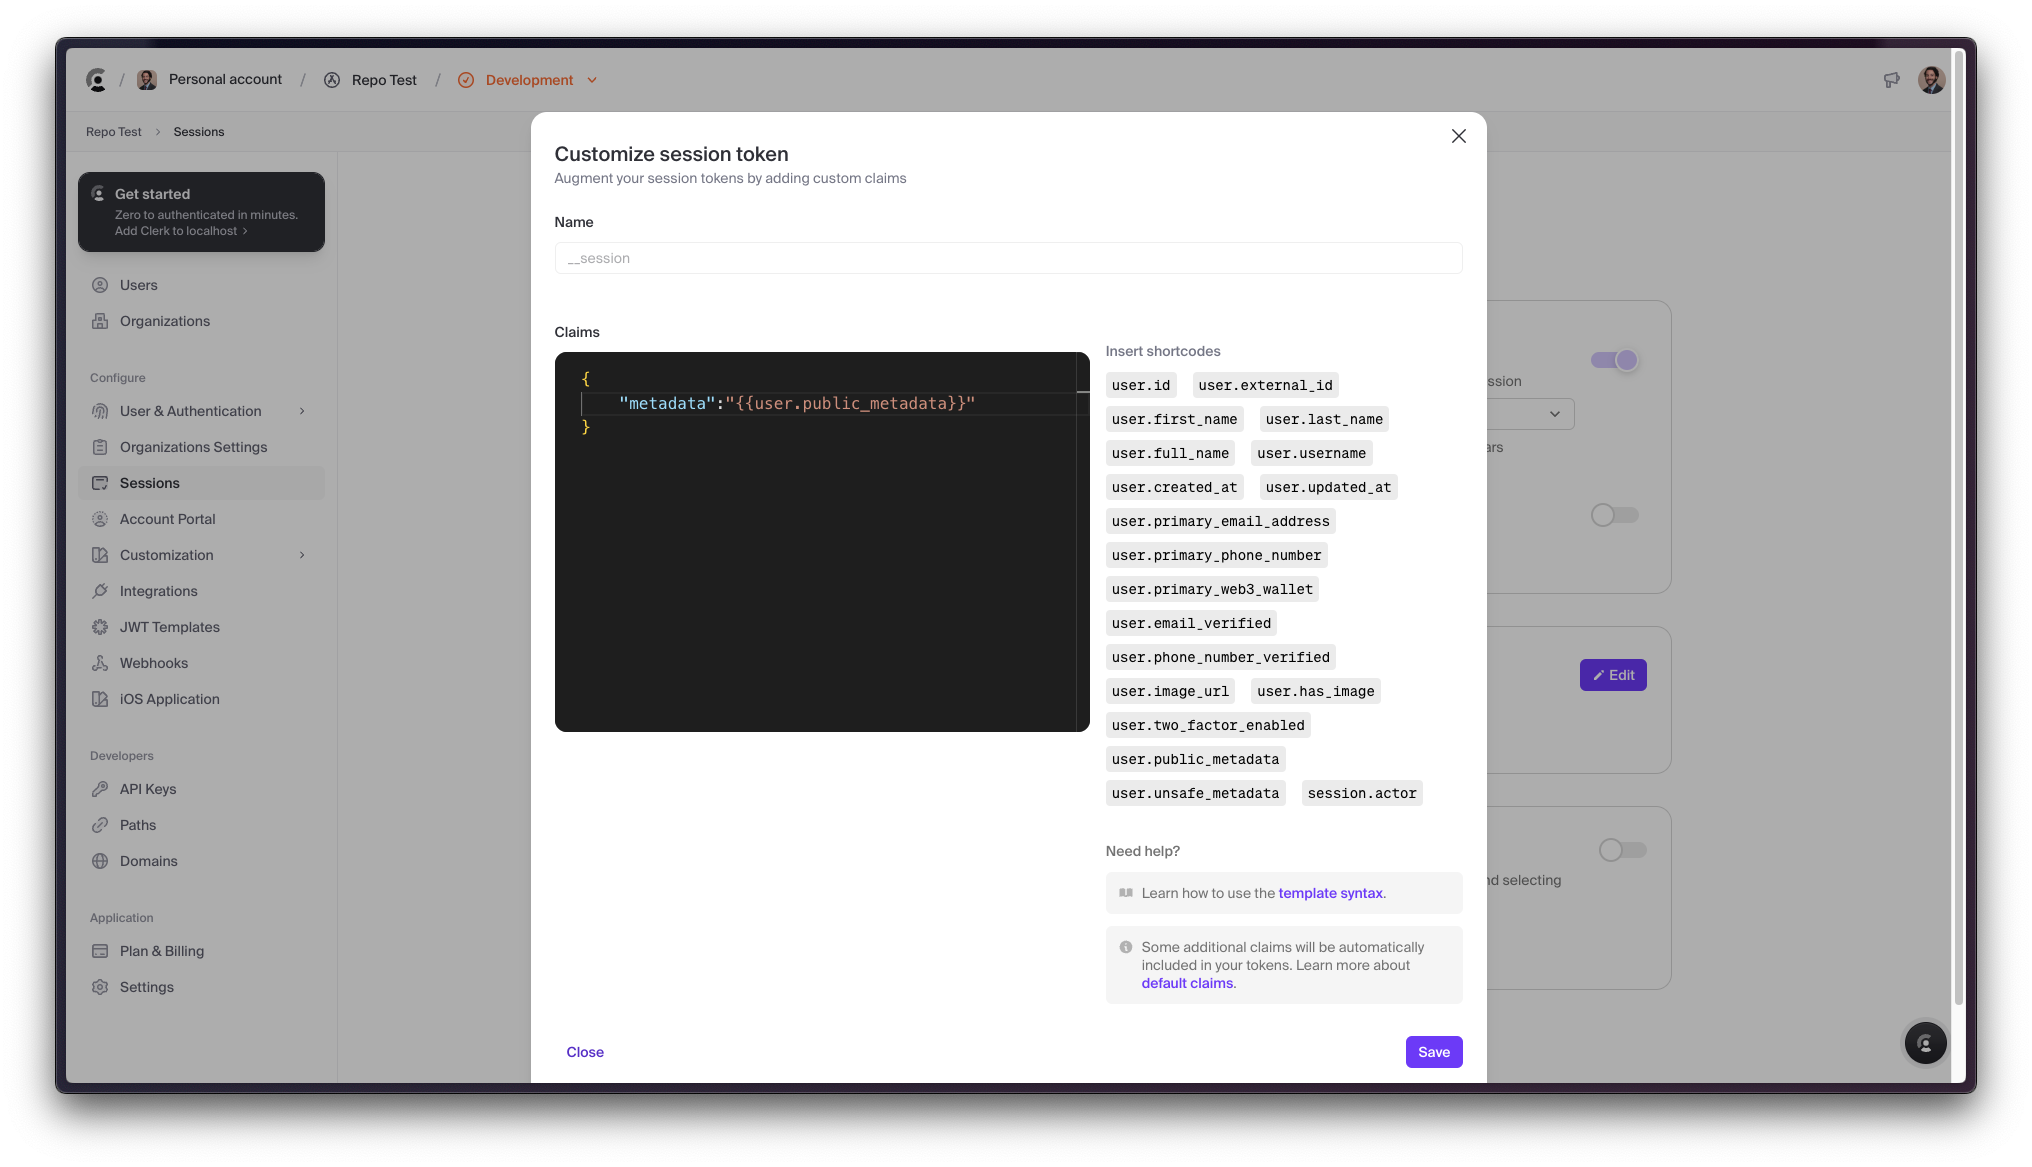 / Personal account / Repo Test / Development
Repo Test > Sessions
Get started
Zero to authenticated in minutes.
Add Clerk to localhost >
Users
Organizations
Configure
User & Authentication
Organizations Settings
Sessions
Account Portal
Customization
Integrations
JWT Templates
Webhooks
iOS Application
Developers
API Keys
Paths
Domains
Application
Plan & Billing
Settings
Customize session token
Augment your session tokens by adding custom claims
Name
__session
Claims
{
"metadata":"{{user.public_metadata}}"
}
Insert shortcodes
user.id user.external_id
user.first_name user.last_name
user.full_name user.username
user.created_at user.updated_at
user.primary_email_address
user.primary_phone_number
user.primary_web3_wallet
user.email_verified
user.phone_number_verified
user.image_url user.has_image
user.two_factor_enabled
user.public_metadata
user.unsafe_metadata session.actor
Need help?
Learn how to use the template syntax.
Some additional claims will be automatically
included in your tokens. Learn more about
default claims.
Close
Save
Edit
selecting